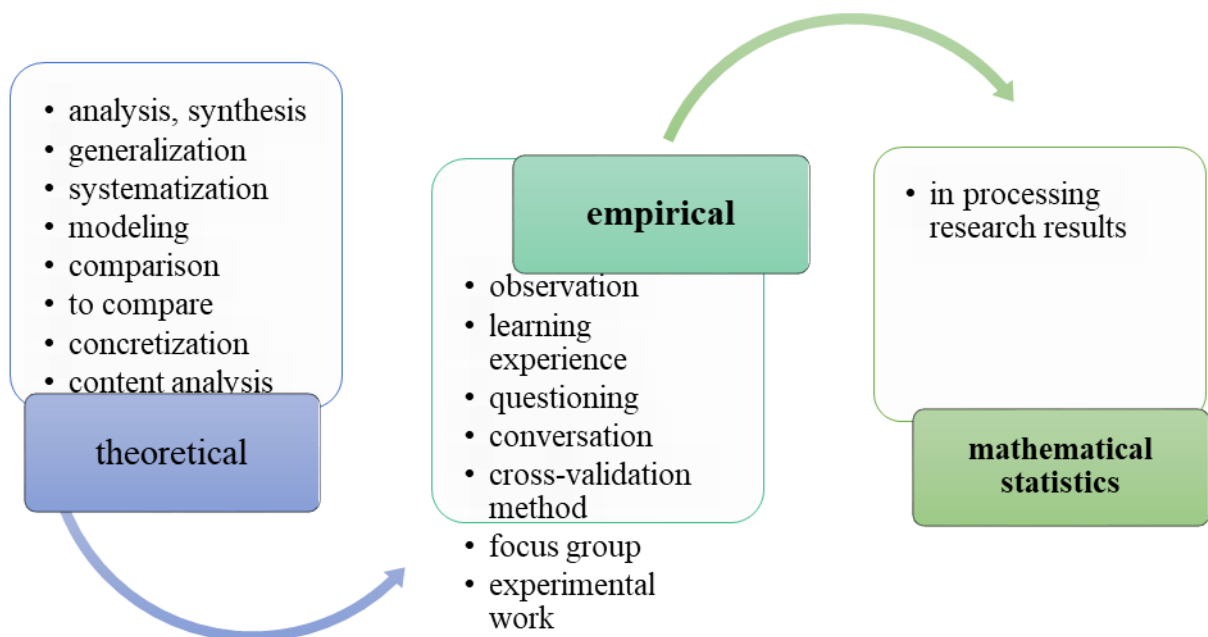 • analysis, synthesis
• generalization
• systematization
• modeling
• comparison
• to compare
• concretization
• content analysis
theoretical
empirical
• observation
• learning
experience
• questioning
• conversation
• cross-validation
method
• focus group
• experimental
work
• in processing
research results
mathematical
statistics